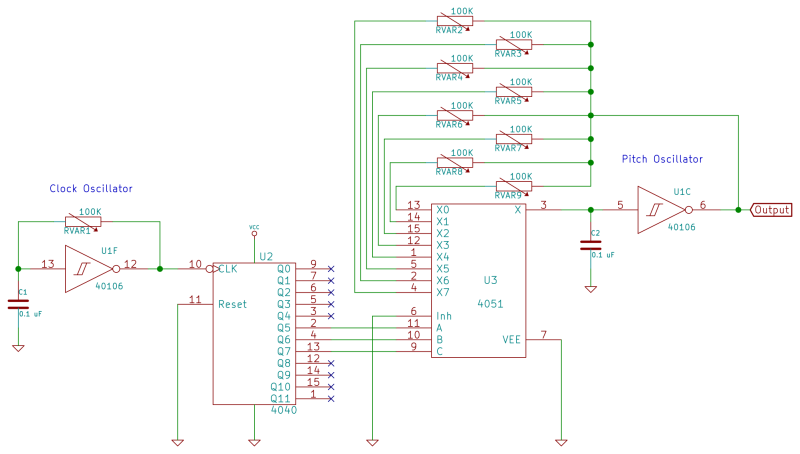 100K
RVAR2
100K
RVAR3
100K
RVAR4
100K
RVAR5
100K
RVAR6
100K
RVAR7
100K
RVAR8
100K
RVAR9
Pitch Oscillator
Clock Oscillator
100K
RVAR1
U1F
13
12
40106
C1
0.1 uF
VCC
U2
10
CLK
11
Reset
Q0 9
Q1 7
Q2 6
Q3 5
Q4 3
Q5 2
Q6 4
Q7 13
Q8 12
Q9 14
Q10 15
Q11 1
4040
13 X0
14 X1
15 X2
12 X3
1 X4
5 X5
2 X6
4 X7
6 Inh
11 A
10 B
9 C
X 3
U3
4051
VEE 7
C2
0.1 uF
U1C
5
6
40106
Output